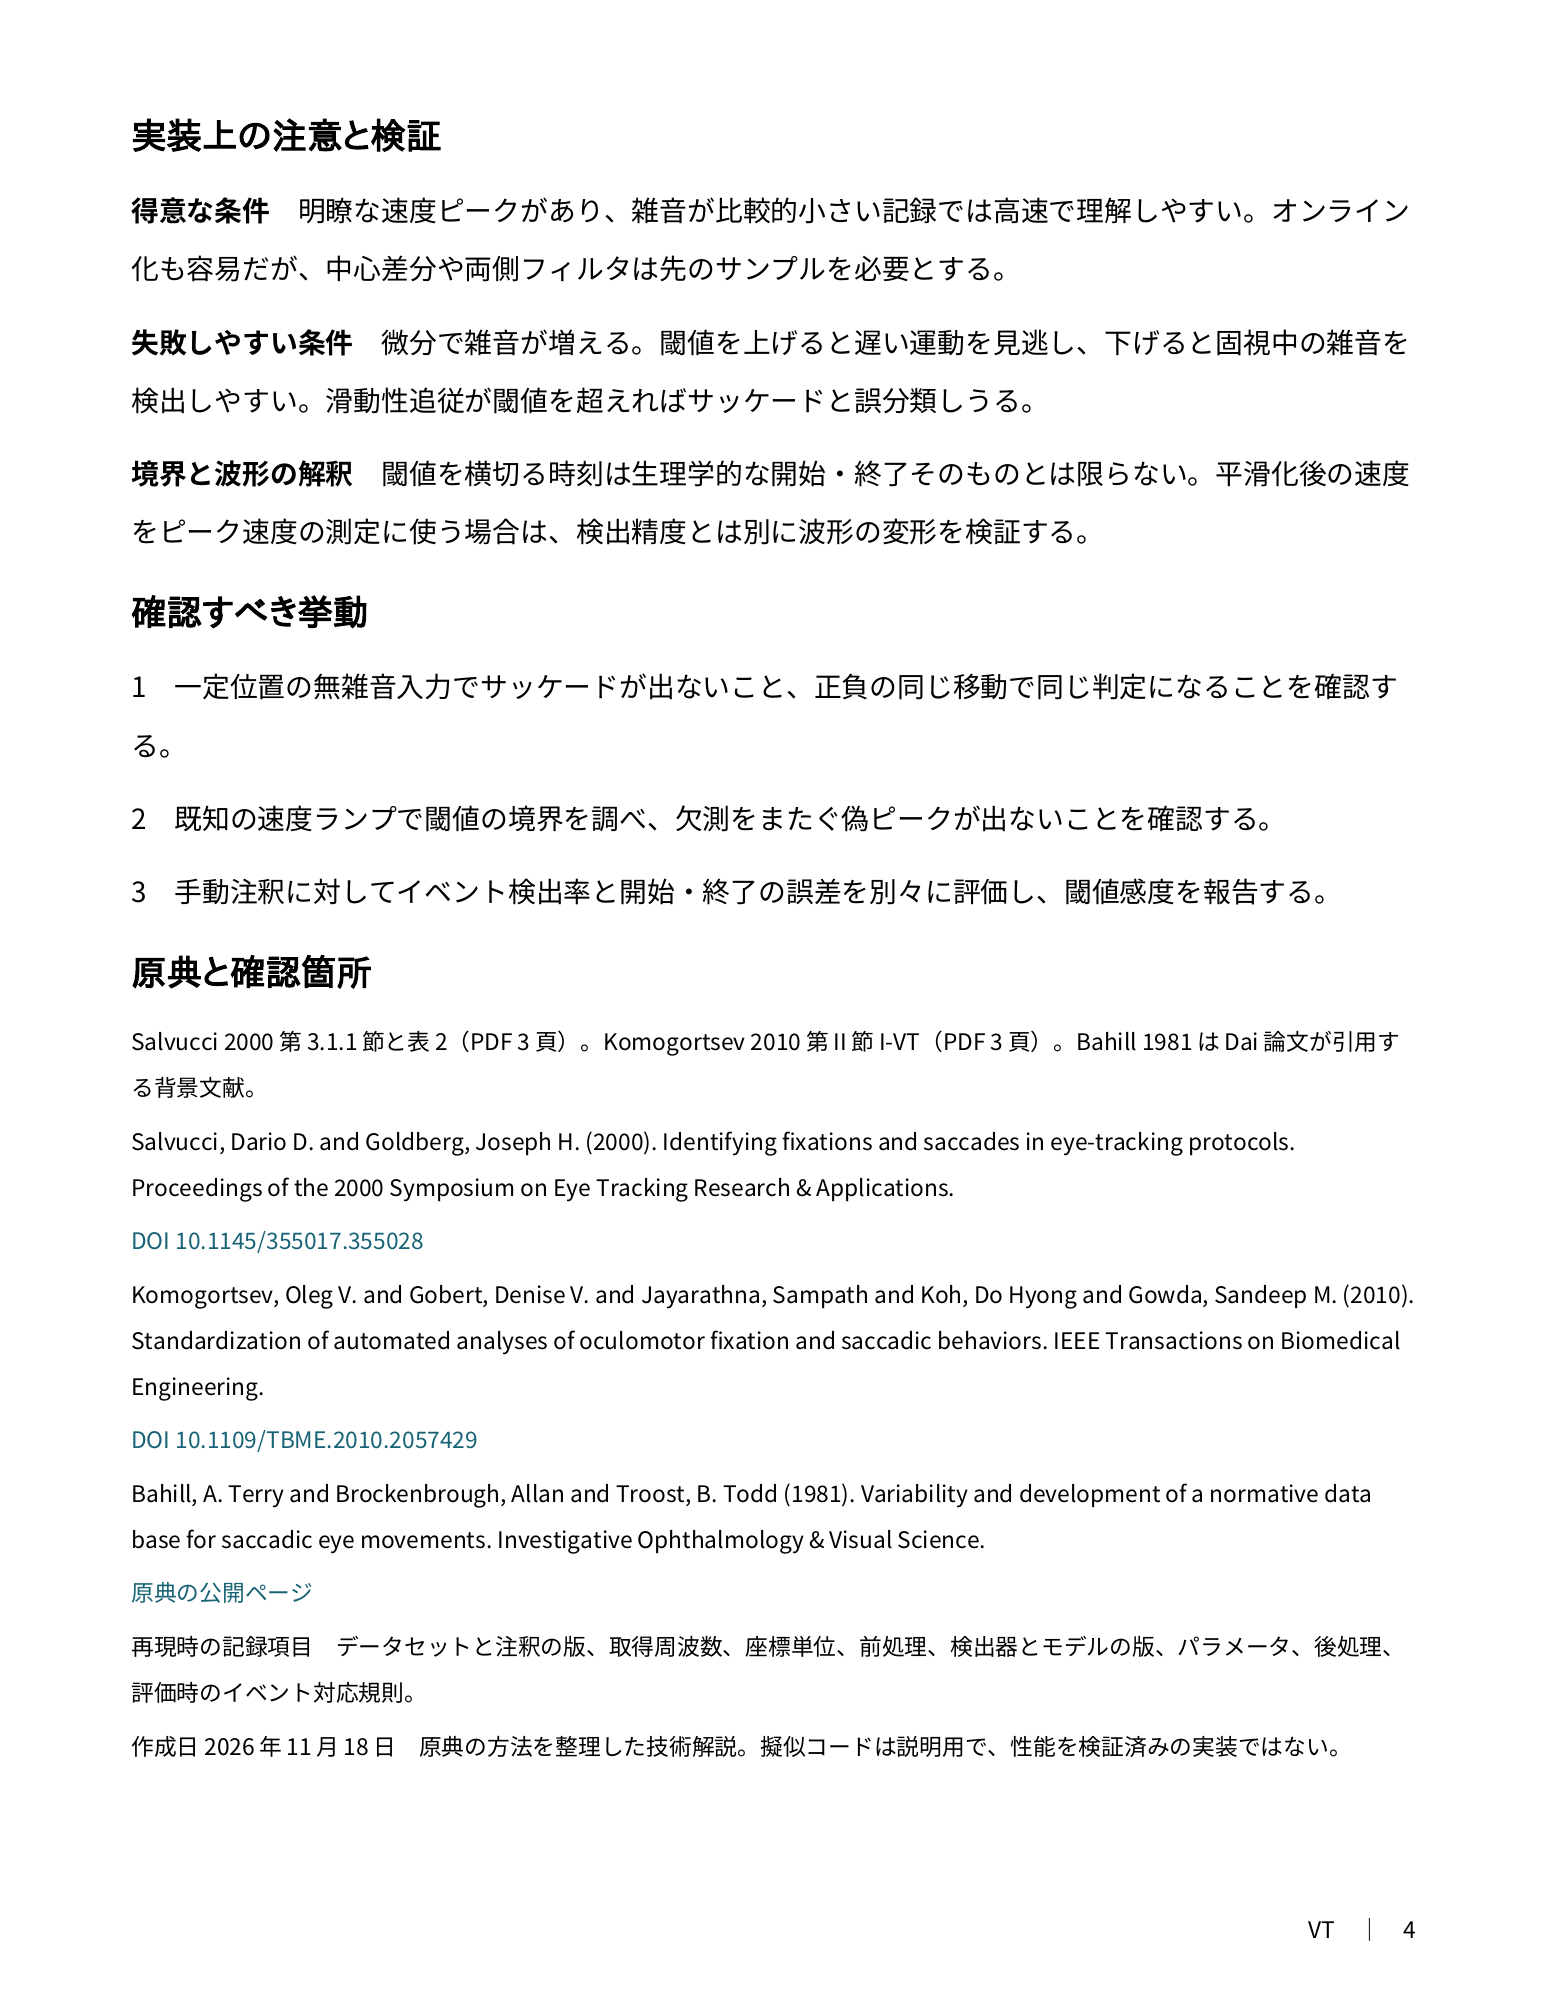 実装上の注意と検証
得意な条件　明瞭な速度ピークがあり、雑音が比較的小さい記録では高速で理解しやすい。オンライン
化も容易だが、中心差分や両側フィルタは先のサンプルを必要とする。
失敗しやすい条件　微分で雑音が増える。閾値を上げると遅い運動を見逃し、下げると固視中の雑音を
検出しやすい。滑動性追従が閾値を超えればサッケードと誤分類しうる。
境界と波形の解釈　閾値を横切る時刻は生理学的な開始・終了そのものとは限らない。平滑化後の速度
をピーク速度の測定に使う場合は、検出精度とは別に波形の変形を検証する。
確認すべき挙動
1　一定位置の無雑音入力でサッケードが出ないこと、正負の同じ移動で同じ判定になることを確認す
る。
2　既知の速度ランプで閾値の境界を調べ、欠測をまたぐ偽ピークが出ないことを確認する。
3　手動注釈に対してイベント検出率と開始・終了の誤差を別々に評価し、閾値感度を報告する。
原典と確認箇所
Salvucci 2000 第 3.1.1 節と表 2（PDF 3 頁）。Komogortsev 2010 第 II 節 I-VT（PDF 3 頁）。Bahill 1981 は Dai 論文が引用す
る背景文献。
Salvucci, Dario D. and Goldberg, Joseph H. (2000). Identifying fixations and saccades in eye-tracking protocols.
Proceedings of the 2000 Symposium on Eye Tracking Research & Applications.
DOI 10.1145/355017.355028
Komogortsev, Oleg V. and Gobert, Denise V. and Jayarathna, Sampath and Koh, Do Hyong and Gowda, Sandeep M. (2010).
Standardization of automated analyses of oculomotor fixation and saccadic behaviors. IEEE Transactions on Biomedical
Engineering.
DOI 10.1109/TBME.2010.2057429
Bahill, A. Terry and Brockenbrough, Allan and Troost, B. Todd (1981). Variability and development of a normative data
base for saccadic eye movements. Investigative Ophthalmology & Visual Science.
原典の公開ページ
再現時の記録項目　データセットと注釈の版、取得周波数、座標単位、前処理、検出器とモデルの版、パラメータ、後処理、
評価時のイベント対応規則。
作成日 2026 年 11 月 18 日　原典の方法を整理した技術解説。擬似コードは説明用で、性能を検証済みの実装ではない。
VT ｜ 4